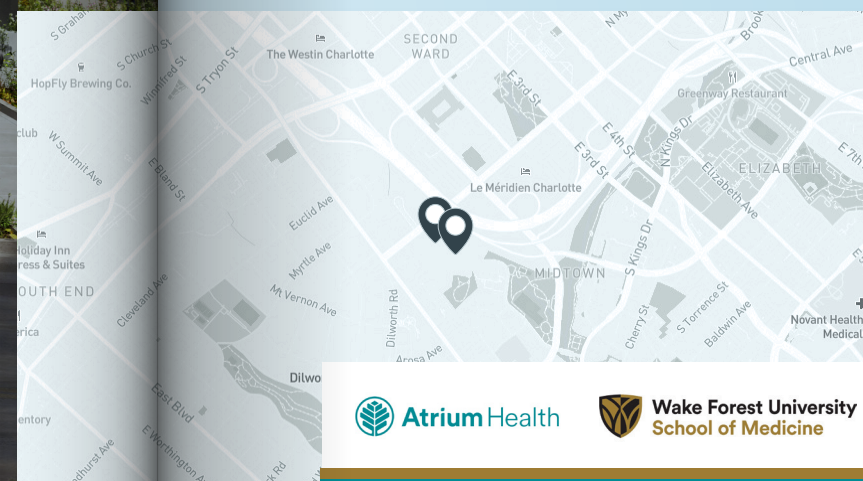 S Graham
SECOND
WARD
N My
Brook
S Church St
The Westin Charlotte
Central Ave
HopFly Brewing Co.
Winnifred St
S Tryon St
E 3rd St
Greenway Restaurant
club
W Summit Ave
E 4th St
N Kings Dr
E 3rd St
E 7th
E Bland St
Elizabeth Ave
ELIZABETH
Le Méridien Charlotte
Euclid Ave
Holiday Inn
ress & Suites
Myrtle Ave
MIDTOWN
S Kings Dr
OUTH END
Cleveland Ave
Mt Vernon Ave
Dilworth Rd
Cherry St
S Torrence St
Baldwin Ave
Novant Health
Medical
erica
Arosa Ave
Dilwo
East Blvd
entory
E Worthington Av
dhurst Ave
k Rd
Atrium Health
Wake Forest University
School of Medicine